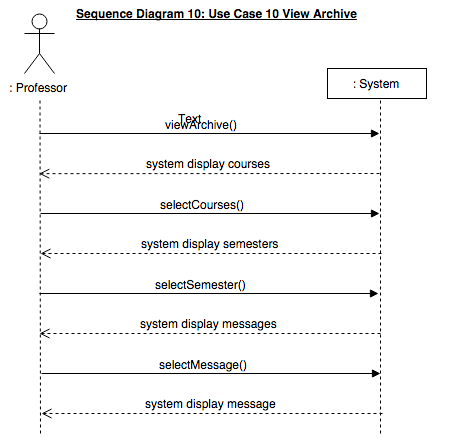 Sequence Diagram 10: Use Case 10 View Archive
: Professor
: System
Text
viewArchive()
system display courses
selectCourses()
system display semesters
selectSemester()
system display messages
selectMessage()
system display message